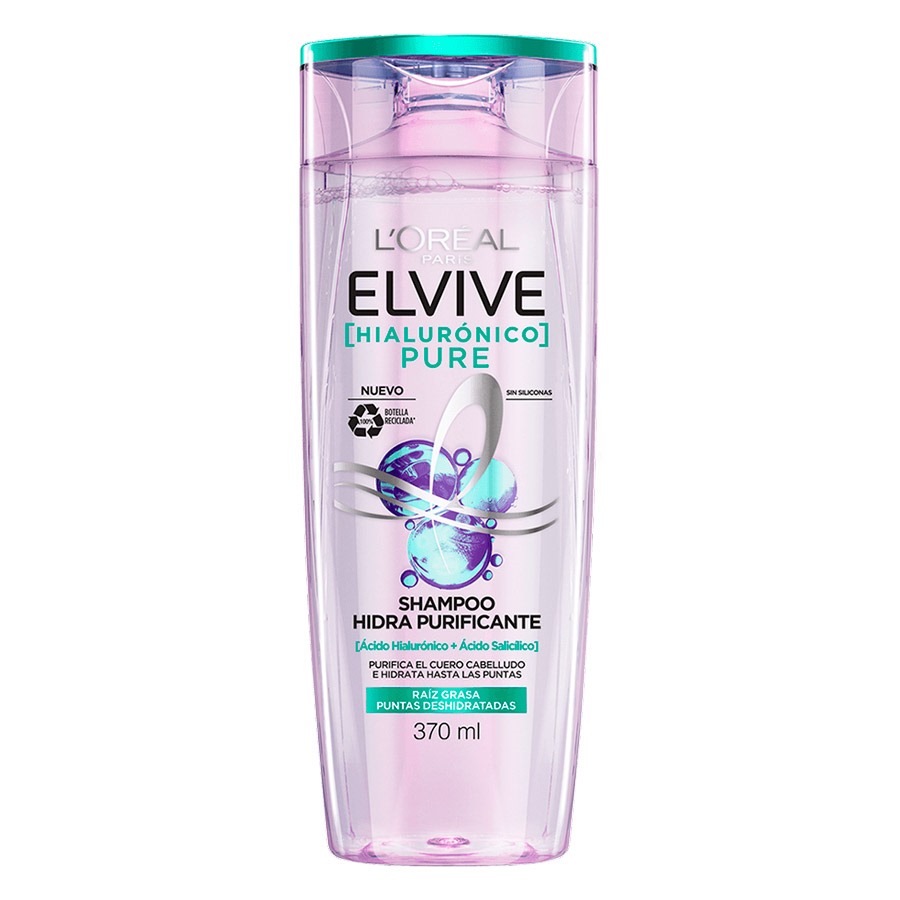 L'ORÉAL
PARIS
ELVIVE
[HIALURÓNICO]
PURE
NUEVO
SIN SILICONAS
100%
BOTELLA
RECICLADA*
SHAMPOO
HIDRA PURIFICANTE
[Ácido Hialurónico + Ácido Salicílico]
PURIFICA EL CUERO CABELLUDO
E HIDRATA HASTA LAS PUNTAS
RAÍZ GRASA
PUNTAS DESHIDRATADAS
370 ml